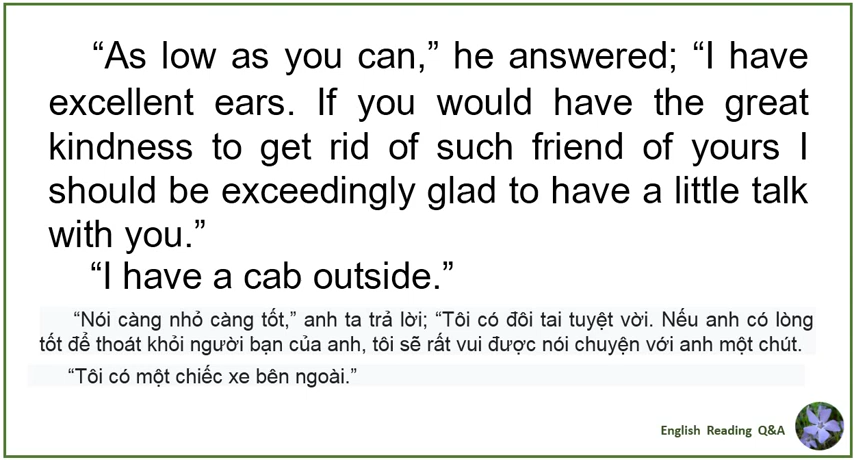 “As low as you can,” he answered; “I have
excellent ears. If you would have the great
kindness to get rid of such friend of yours I
should be exceedingly glad to have a little talk
with you.”
“I have a cab outside.”
“Nói càng nhỏ càng tốt,” anh ta trả lời; “Tôi có đôi tai tuyệt vời. Nếu anh có lòng
tốt để thoát khỏi người bạn của anh, tôi sẽ rất vui được nói chuyện với anh một chút.
“Tôi có một chiếc xe bên ngoài.”
English Reading Q&A